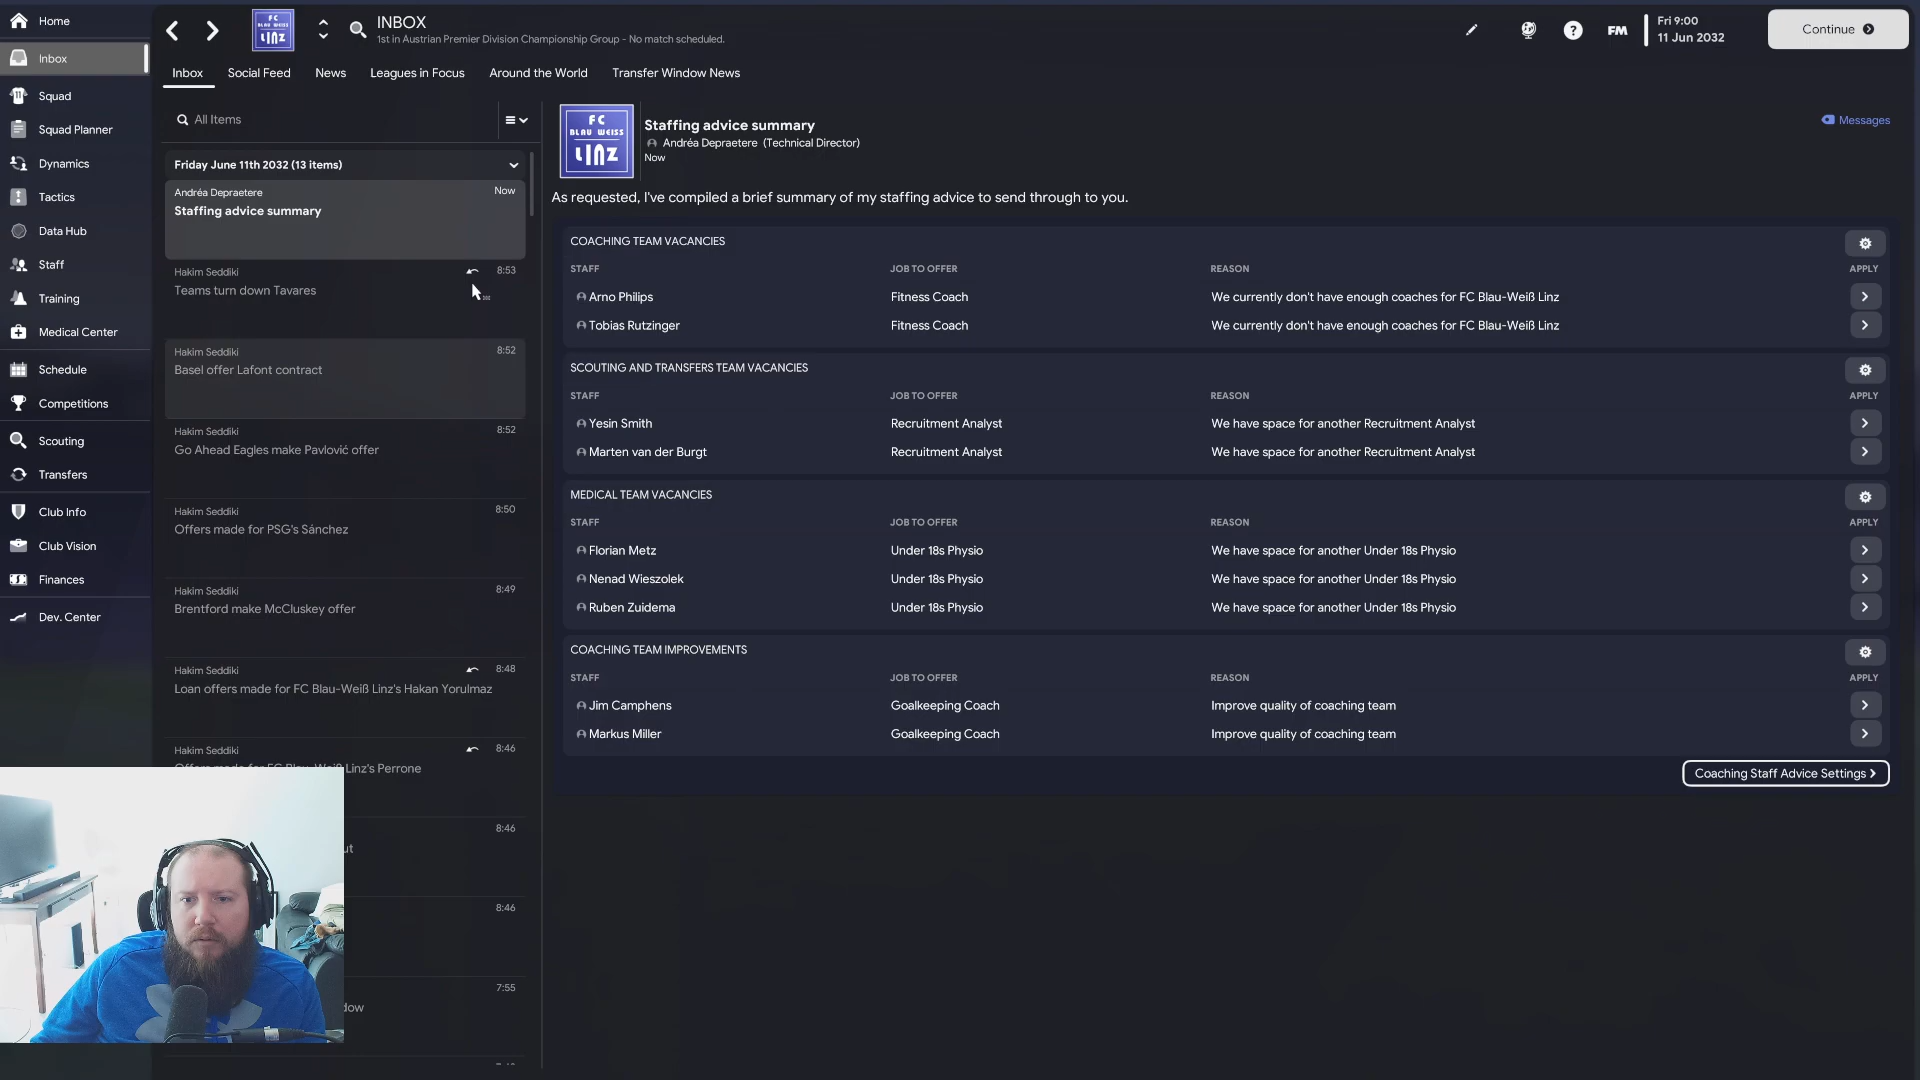 Home
Inbox
Squad
Squad Planner
Dynamics
Tactics
Data Hub
Staff
Training
Medical Center
Schedule
Competitions
Scouting
Transfers
Club Info
Club Vision
Finances
Dev. Center
FC BLAU WEISS LINZ
INBOX
1st in Austrian Premier Division Championship Group - No match scheduled.
FM
Fri 9:00
11 Jun 2032
Continue
Inbox Social Feed News Leagues in Focus Around the World Transfer Window News
All Items
Friday June 11th 2032 (13 items)
Andréa Depraetere Now
Staffing advice summary
Hakim Seddiki 8:53
Teams turn down Tavares
Hakim Seddiki 8:52
Basel offer Lafont contract
Hakim Seddiki 8:52
Go Ahead Eagles make Pavlović offer
Hakim Seddiki 8:50
Offers made for PSG's Sánchez
Hakim Seddiki 8:49
Brentford make McCluskey offer
Hakim Seddiki 8:48
Loan offers made for FC Blau-Weiß Linz's Hakan Yorulmaz
Hakim Seddiki 8:46
Offers made for FC Blau-Weiß Linz's Perrone
8:46
8:46
7:55
FC
BLAU WEISS
LINZ
Staffing advice summary
Andréa Depraetere (Technical Director)
Now
Messages
As requested, I've compiled a brief summary of my staffing advice to send through to you.
COACHING TEAM VACANCIES
STAFF JOB TO OFFER REASON APPLY
Arno Philips Fitness Coach We currently don't have enough coaches for FC Blau-Weiß Linz
Tobias Rutzinger Fitness Coach We currently don't have enough coaches for FC Blau-Weiß Linz
SCOUTING AND TRANSFERS TEAM VACANCIES
STAFF JOB TO OFFER REASON APPLY
Yesin Smith Recruitment Analyst We have space for another Recruitment Analyst
Marten van der Burgt Recruitment Analyst We have space for another Recruitment Analyst
MEDICAL TEAM VACANCIES
STAFF JOB TO OFFER REASON APPLY
Florian Metz Under 18s Physio We have space for another Under 18s Physio
Nenad Wieszolek Under 18s Physio We have space for another Under 18s Physio
Ruben Zuidema Under 18s Physio We have space for another Under 18s Physio
COACHING TEAM IMPROVEMENTS
STAFF JOB TO OFFER REASON APPLY
Jim Camphens Goalkeeping Coach Improve quality of coaching team
Markus Miller Goalkeeping Coach Improve quality of coaching team
Coaching Staff Advice Settings